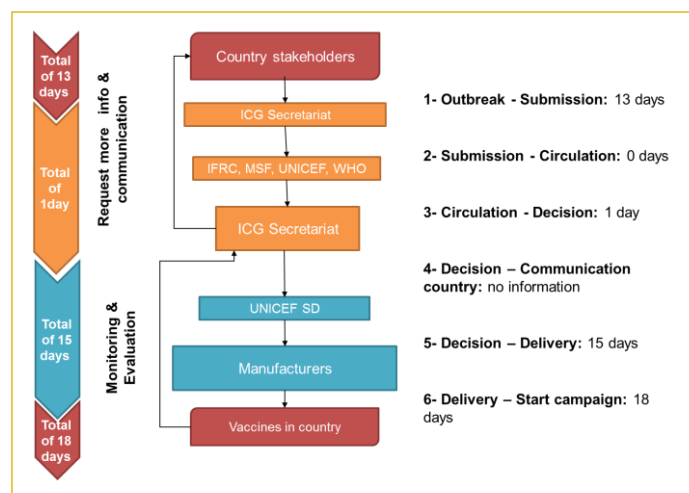 Total
of 13
days
Total
of
1day
Total
of 15
days
Total
of 18
days
Request more info &
communication
Monitoring &
Evaluation
Country stakeholders
ICG Secretariat
IFRC, MSF, UNICEF, WHO
ICG Secretariat
UNICEF SD
Manufacturers
Vaccines in country
1- Outbreak - Submission: 13 days
2- Submission - Circulation: 0 days
3- Circulation - Decision: 1 day
4- Decision – Communication
country: no information
5- Decision – Delivery: 15 days
6- Delivery – Start campaign: 18
days